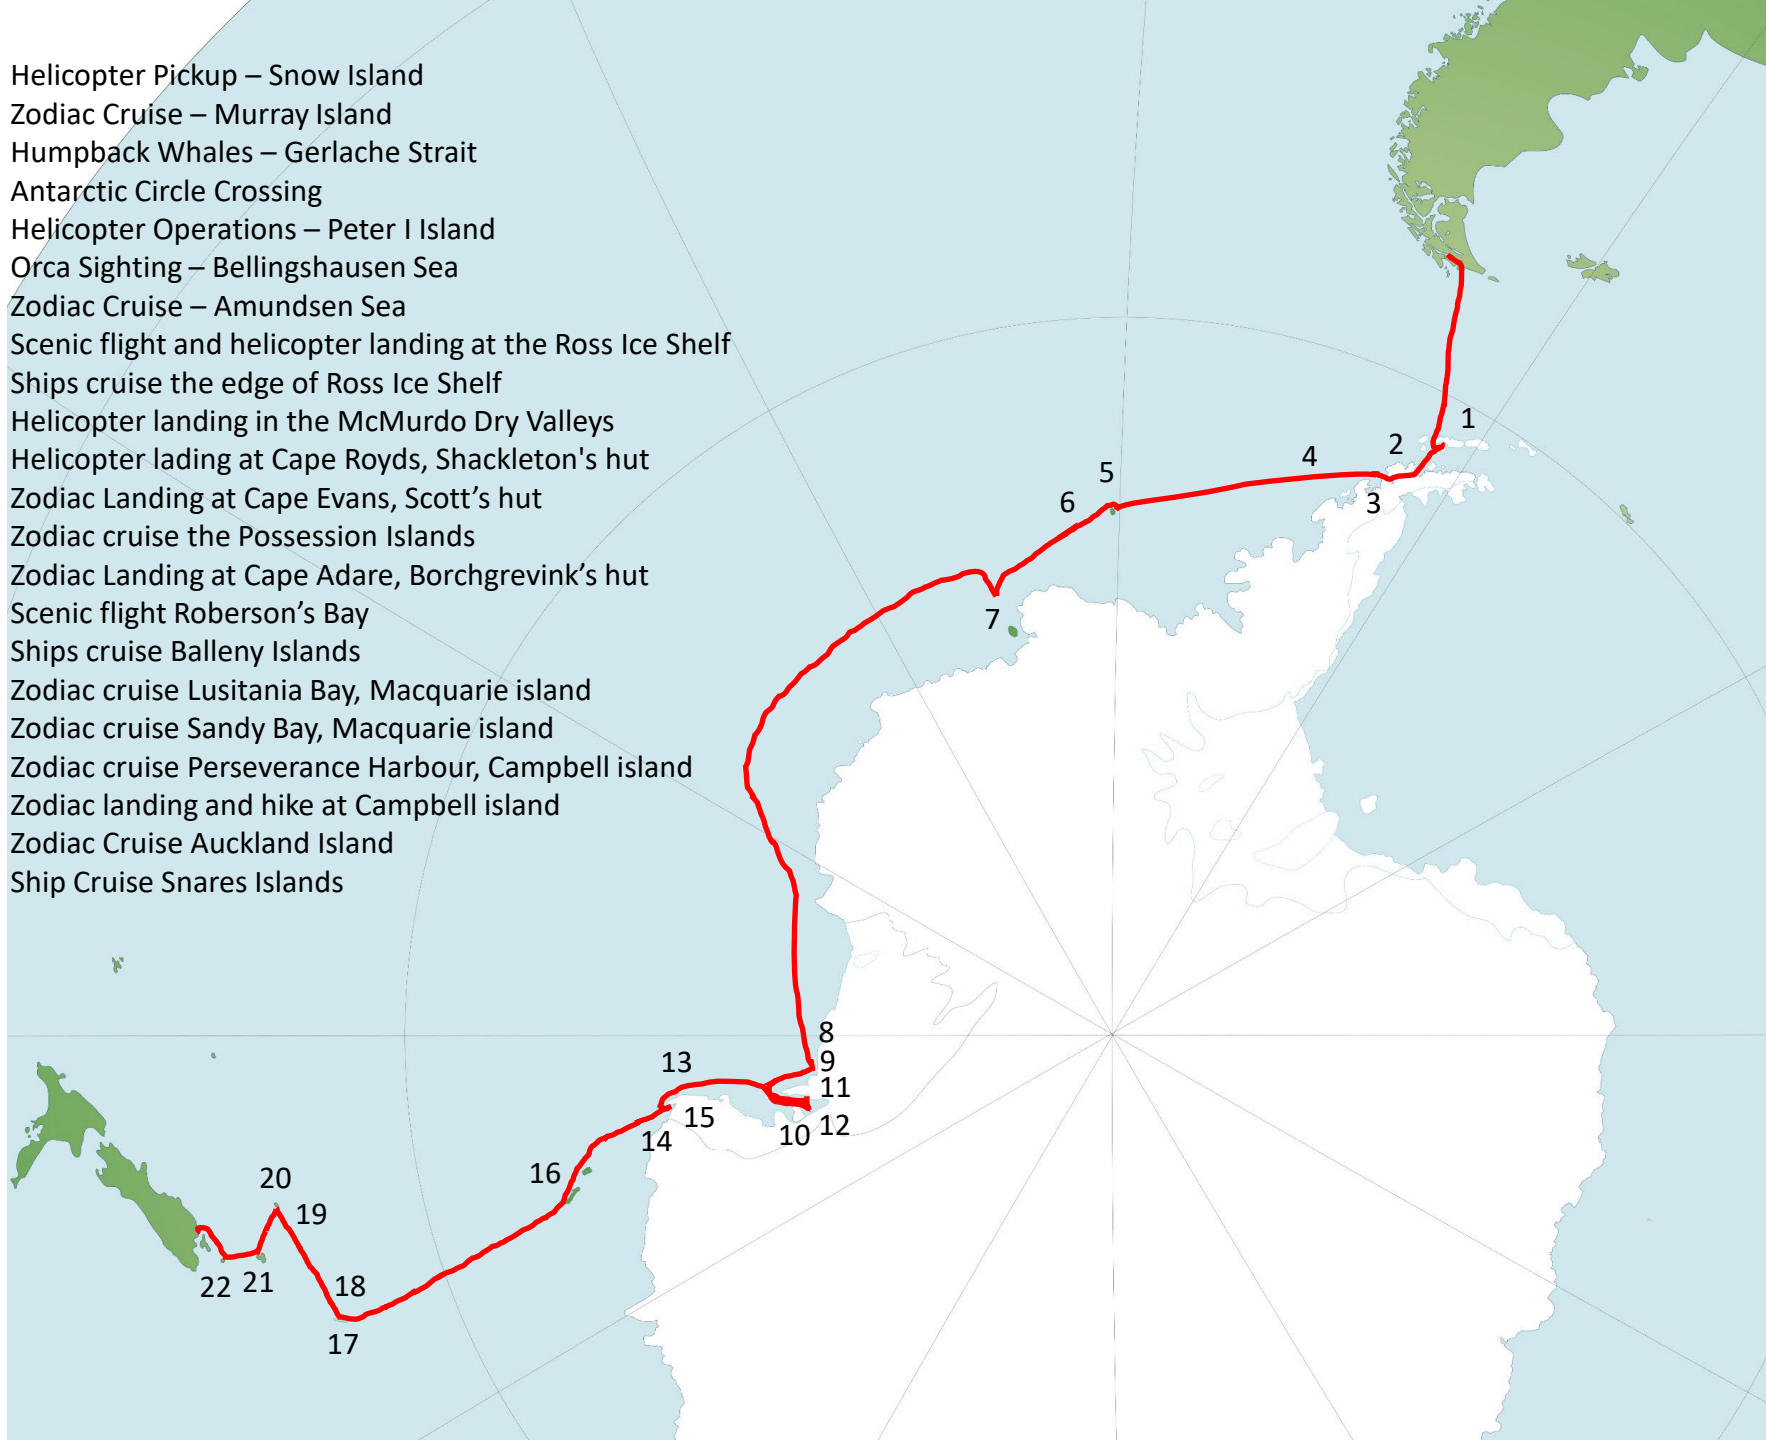 Helicopter Pickup – Snow Island
Zodiac Cruise – Murray Island
Humpback Whales – Gerlache Strait
Antarctic Circle Crossing
Helicopter Operations – Peter I Island
Orca Sighting – Bellingshausen Sea
Zodiac Cruise – Amundsen Sea
Scenic flight and helicopter landing at the Ross Ice Shelf
Ships cruise the edge of Ross Ice Shelf
Helicopter landing in the McMurdo Dry Valleys
Helicopter lading at Cape Royds, Shackleton's hut
Zodiac Landing at Cape Evans, Scott’s hut
Zodiac cruise the Possession Islands
Zodiac Landing at Cape Adare, Borchgrevink’s hut
Scenic flight Roberson’s Bay
Ships cruise Balleny Islands
Zodiac cruise Lusitania Bay, Macquarie island
Zodiac cruise Sandy Bay, Macquarie island
Zodiac cruise Perseverance Harbour, Campbell island
Zodiac landing and hike at Campbell island
Zodiac Cruise Auckland Island
Ship Cruise Snares Islands
1
2
3
4
5
6
7
8
9
11
12
10
13
15
14
16
20
19
18
17
21
22